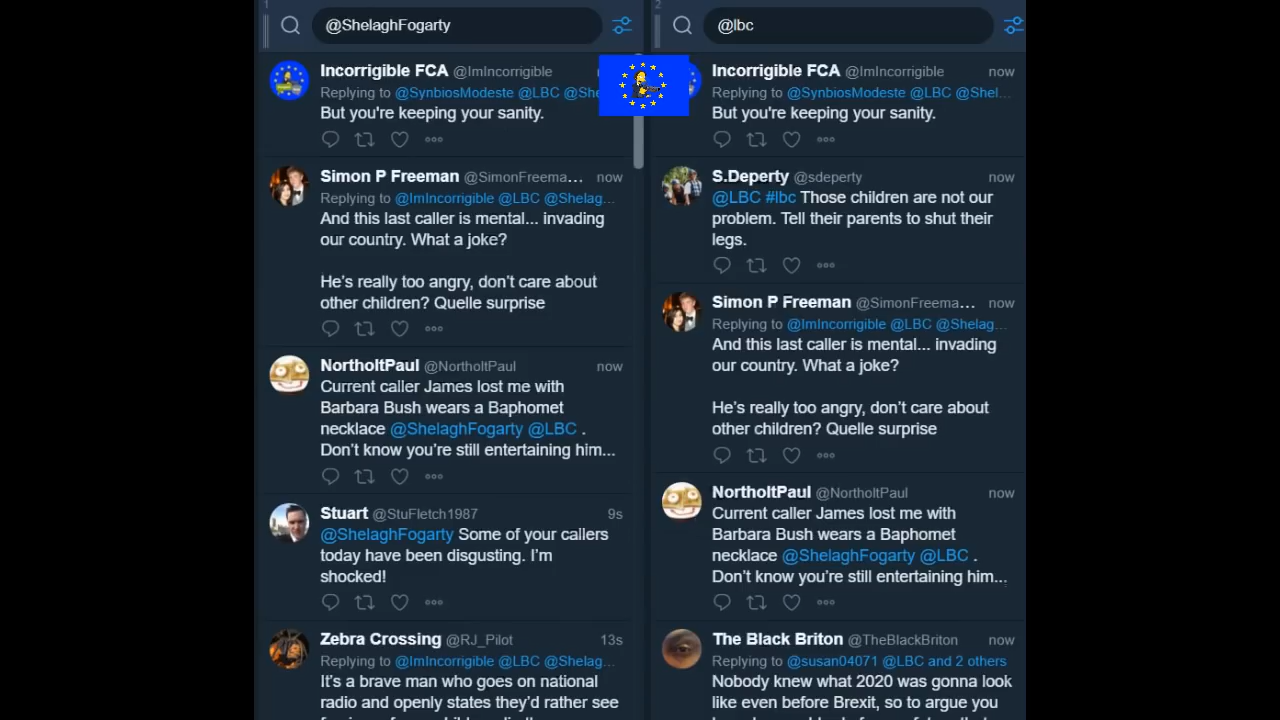 1
@ShelaghFogarty
Incorrigible FCA @ImIncorrigible
Replying to @SynbiosModeste @LBC @She
But you're keeping your sanity.
Simon P Freeman @SimonFreema... now
Replying to @ImIncorrigible @LBC @Shelag...
And this last caller is mental... invading
our country. What a joke?
He's really too angry, don't care about
other children? Quelle surprise
NortholtPaul @NortholtPaul now
Current caller James lost me with
Barbara Bush wears a Baphomet
necklace @ShelaghFogarty @LBC .
Don't know you're still entertaining him...
Stuart @StuFletch1987 9s
@ShelaghFogarty Some of your callers
today have been disgusting. I'm
shocked!
Zebra Crossing @RJ_Pilot 13s
Replying to @ImIncorrigible @LBC @Shelag...
It's a brave man who goes on national
radio and openly states they'd rather see
2
@lbc
Incorrigible FCA @ImIncorrigible now
Replying to @SynbiosModeste @LBC @Shel...
But you're keeping your sanity.
S.Deperty @sdeperty now
@LBC #lbc Those children are not our
problem. Tell their parents to shut their
legs.
Simon P Freeman @SimonFreema... now
Replying to @ImIncorrigible @LBC @Shelag...
And this last caller is mental... invading
our country. What a joke?
He's really too angry, don't care about
other children? Quelle surprise
NortholtPaul @NortholtPaul now
Current caller James lost me with
Barbara Bush wears a Baphomet
necklace @ShelaghFogarty @LBC .
Don't know you're still entertaining him...
The Black Briton @TheBlackBriton now
Replying to @susan04071 @LBC and 2 others
Nobody knew what 2020 was gonna look
like even before Brexit, so to argue you